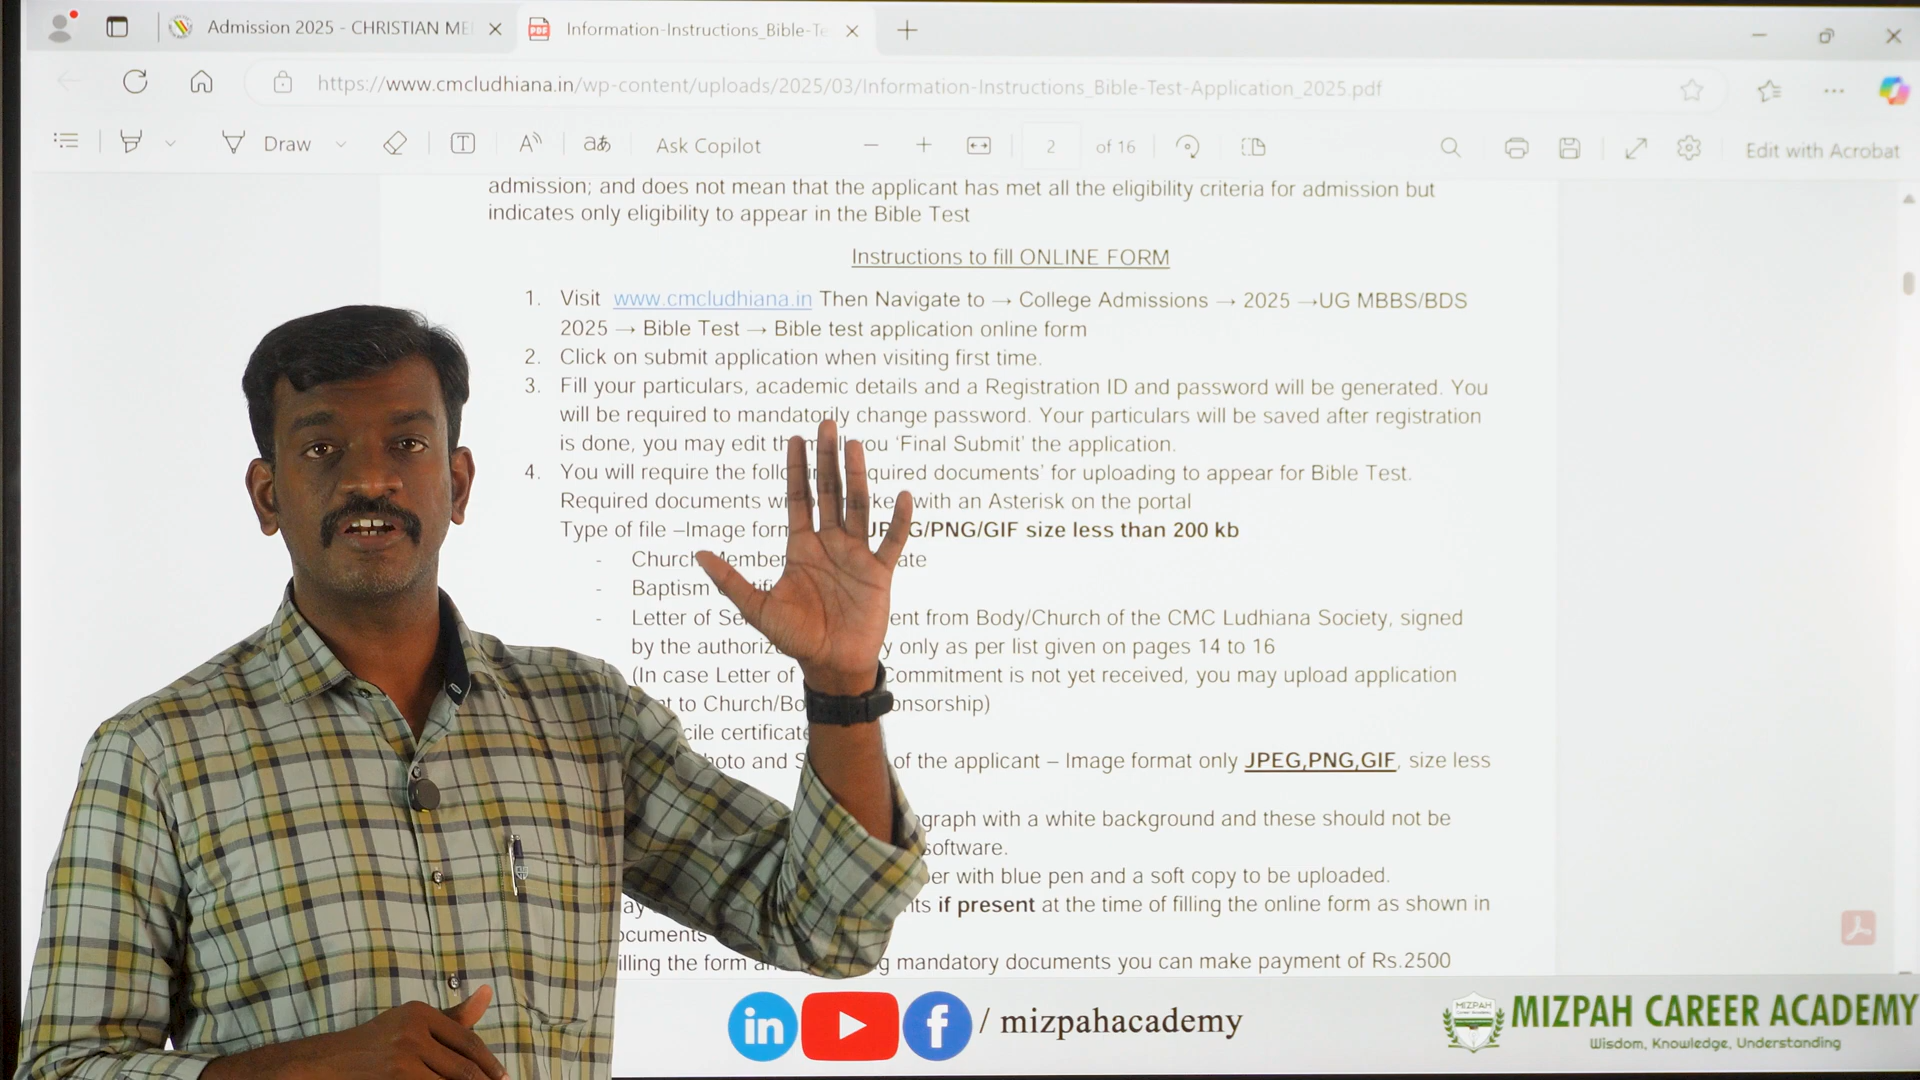 Admission 2025 - CHRISTIAN ME
Information-Instructions_Bible-Te
https://www.cmcludhiana.in/wp-content/uploads/2025/03/Information-Instructions_Bible-Test-Application_2025.pdf
Draw
aあ
Ask Copilot
2
of 16
Edit with Acrobat
admission; and does not mean that the applicant has met all the eligibility criteria for admission but
indicates only eligibility to appear in the Bible Test
Instructions to fill ONLINE FORM
1. Visit www.cmcludhiana.in Then Navigate to → College Admissions → 2025 →UG MBBS/BDS
2025 → Bible Test → Bible test application online form
2. Click on submit application when visiting first time.
3. Fill your particulars, academic details and a Registration ID and password will be generated. You
will be required to mandatorily change password. Your particulars will be saved after registration
is done, you may edit ou 'Final Submit' the application.
4. You will require the quired documents' for uploading to appear for Bible Test.
Required documents with an Asterisk on the portal
Type of file –Image G/PNG/GIF size less than 200 kb
- Church ember ate
- Baptism
- Letter of ent from Body/Church of the CMC Ludhiana Society, signed
by the y only as per list given on pages 14 to 16
(In case Letter of Commitment is not yet received, you may upload application
to Church/Bo onsorship)
cile certificate
oto and of the applicant – Image format only JPEG,PNG,GIF, size less
graph with a white background and these should not be
software.
er with blue pen and a soft copy to be uploaded.
ay nts if present at the time of filling the online form as shown in
ocuments
illing the form g mandatory documents you can make payment of Rs.2500
in f / mizpahacademy
MIZPAH
MIZPAH CAREER ACADEMY
Wisdom, Knowledge, Understanding